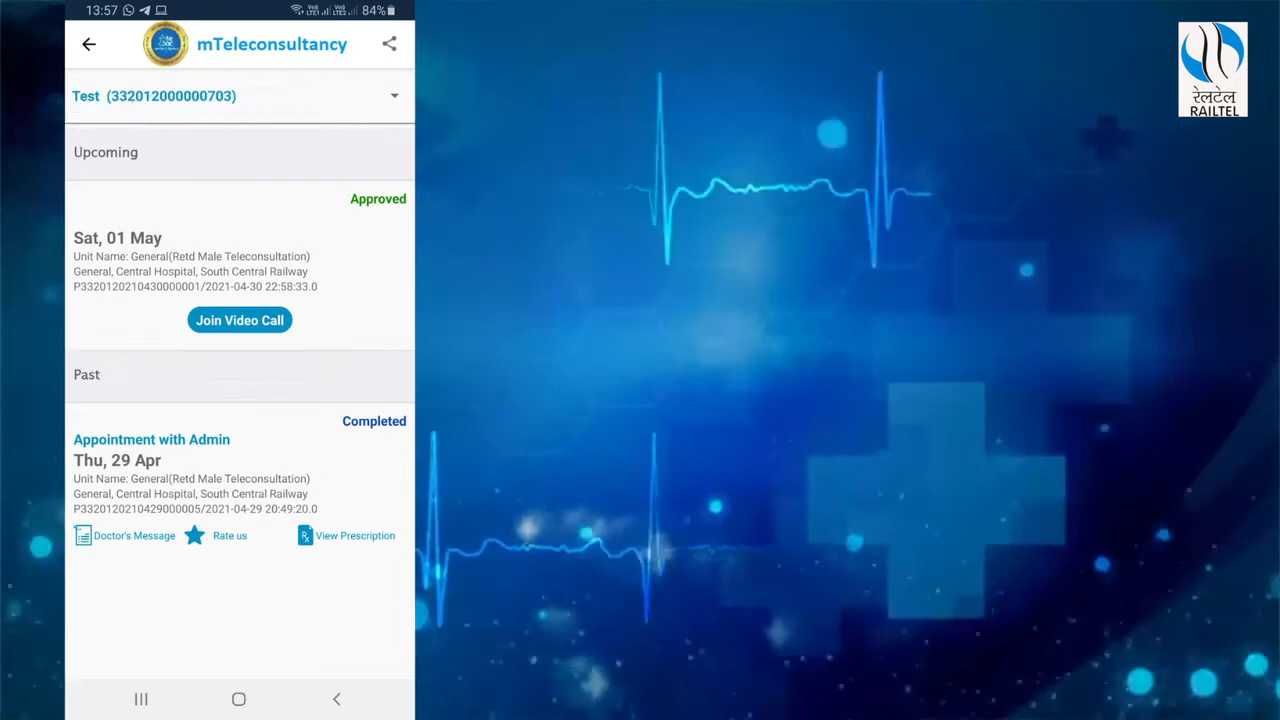 13:57
84%
mTeleconsultancy
Test (332012000000703)
Upcoming
Approved
Sat, 01 May
Unit Name: General(Retd Male Teleconsultation)
General, Central Hospital, South Central Railway
P3320120210430000001/2021-04-30 22:58:33.0
Join Video Call
Past
Completed
Appointment with Admin
Thu, 29 Apr
Unit Name: General(Retd Male Teleconsultation)
General, Central Hospital, South Central Railway
P3320120210429000005/2021-04-29 20:49:20.0
Doctor's Message Rate us View Prescription
रेलटेल
RAILTEL